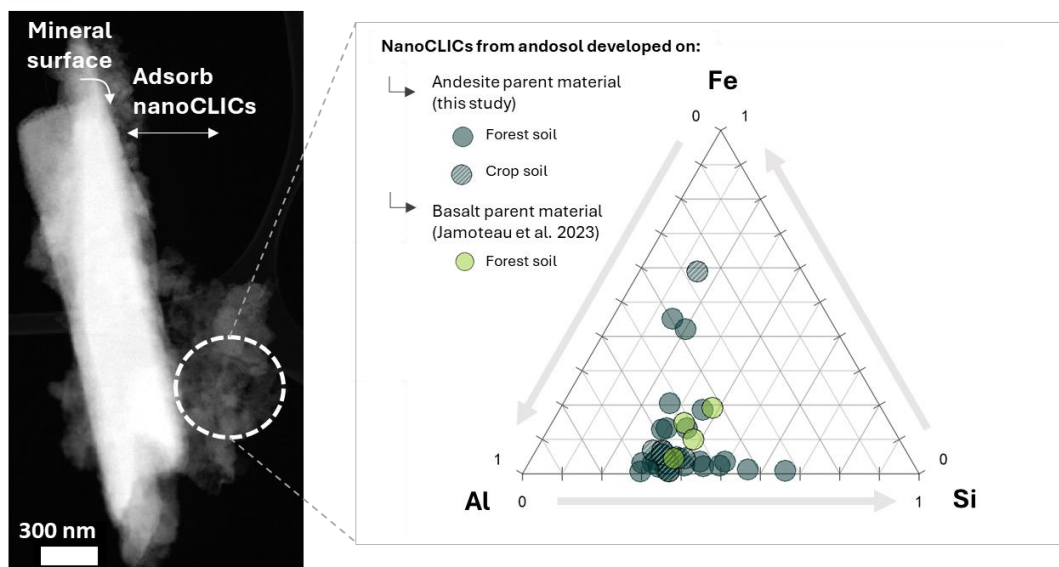 Mineral
surface
Adsorb
nanoCLICs
300 nm
NanoCLICs from andosol developed on:
Andesite parent material
(this study)
Forest soil
Crop soil
Basalt parent material
(Jamoteau et al. 2023)
Forest soil
Fe
0 1
1 0
Al 0 1 Si